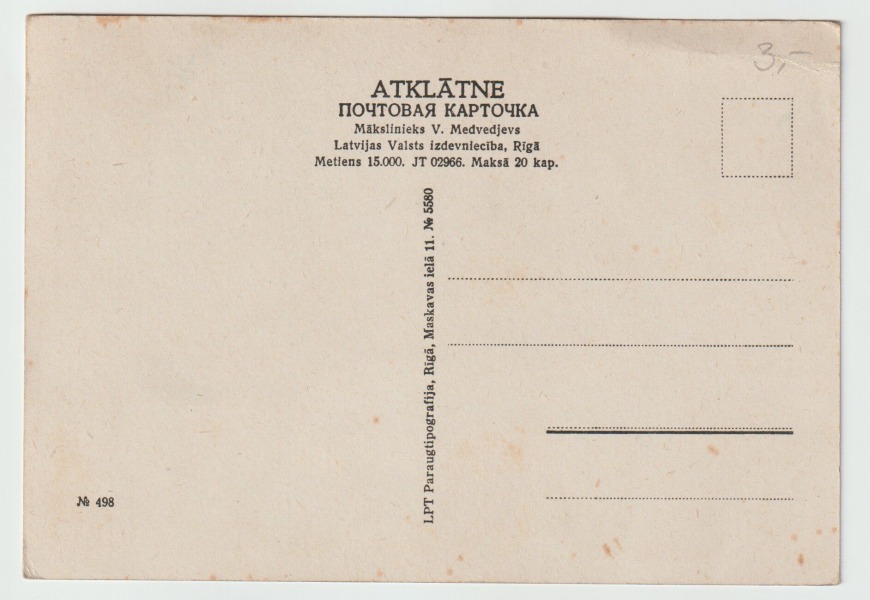 3,-
ATKLĀTNE
ПОЧТОВАЯ КАРТОЧКА
Mākslinieks V. Medvedjevs
Latvijas Valsts izdevniecība, Rīgā
Metiens 15.000. JT 02966. Maksā 20 kap.
LPT Paraugtipografija, Rīgā, Maskavas ielā 11. № 5580
№ 498